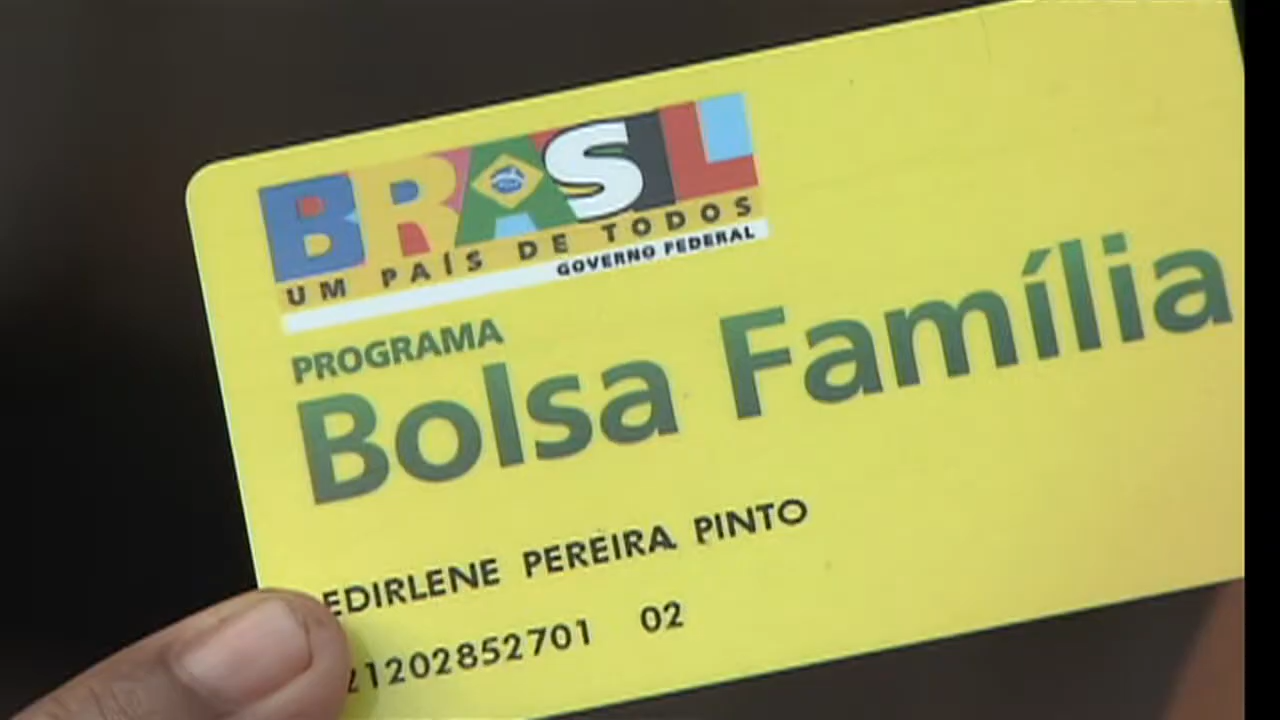 BRASIL
UM PAÍS DE TODOS
GOVERNO FEDERAL
PROGRAMA
Bolsa Família
EDIRLENE PEREIRA PINTO
21202852701 02